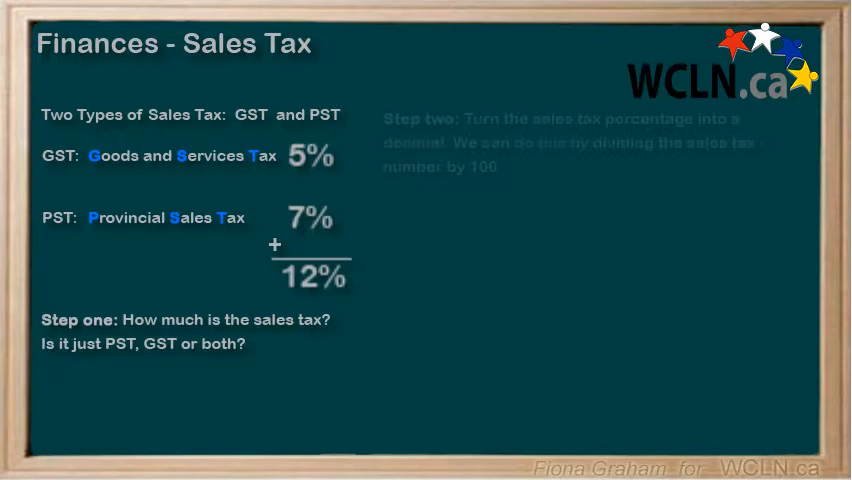 Finances - Sales Tax
WCLN.ca
Two Types of Sales Tax: GST and PST
GST: Goods and Services Tax 5%
PST: Provincial Sales Tax 7%
+
12%
Step one: How much is the sales tax?
Is it just PST, GST or both?
Step two: Turn the sales tax percentage into a
decimal. We can do this by dividing the sales tax
number by 100
Fiona Graham for WCLN.ca